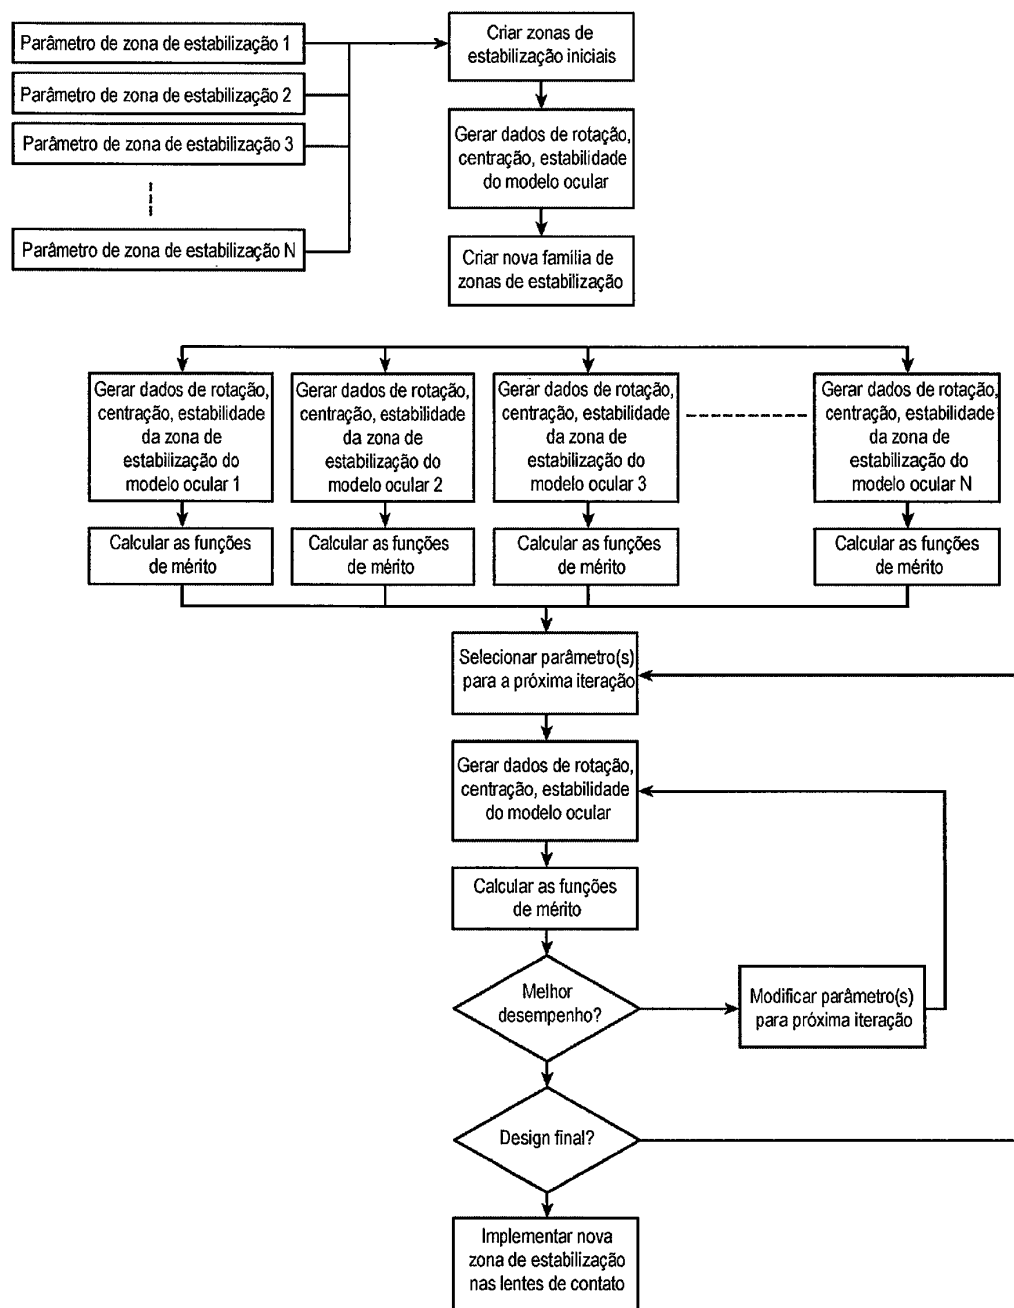 Parâmetro de zona de estabilização 1
Parâmetro de zona de estabilização 2
Parâmetro de zona de estabilização 3
Parâmetro de zona de estabilização N
Criar zonas de
estabilização iniciais
Gerar dados de rotação,
centração, estabilidade
do modelo ocular
Criar nova família de
zonas de estabilização
Gerar dados de rotação,
centração, estabilidade
da zona de
estabilização do
modelo ocular 1
Gerar dados de rotação,
centração, estabilidade
da zona de
estabilização do
modelo ocular 2
Gerar dados de rotação,
centração, estabilidade
da zona de
estabilização do
modelo ocular 3
Gerar dados de rotação,
centração, estabilidade
da zona de
estabilização do
modelo ocular N
Calcular as funções
de mérito
Calcular as funções
de mérito
Calcular as funções
de mérito
Calcular as funções
de mérito
Selecionar parâmetro(s)
para a próxima iteração
Gerar dados de rotação,
centração, estabilidade
do modelo ocular
Calcular as funções
de mérito
Melhor
desempenho?
Modificar parâmetro(s)
para próxima iteração
Design final?
Implementar nova
zona de estabilização
nas lentes de contato